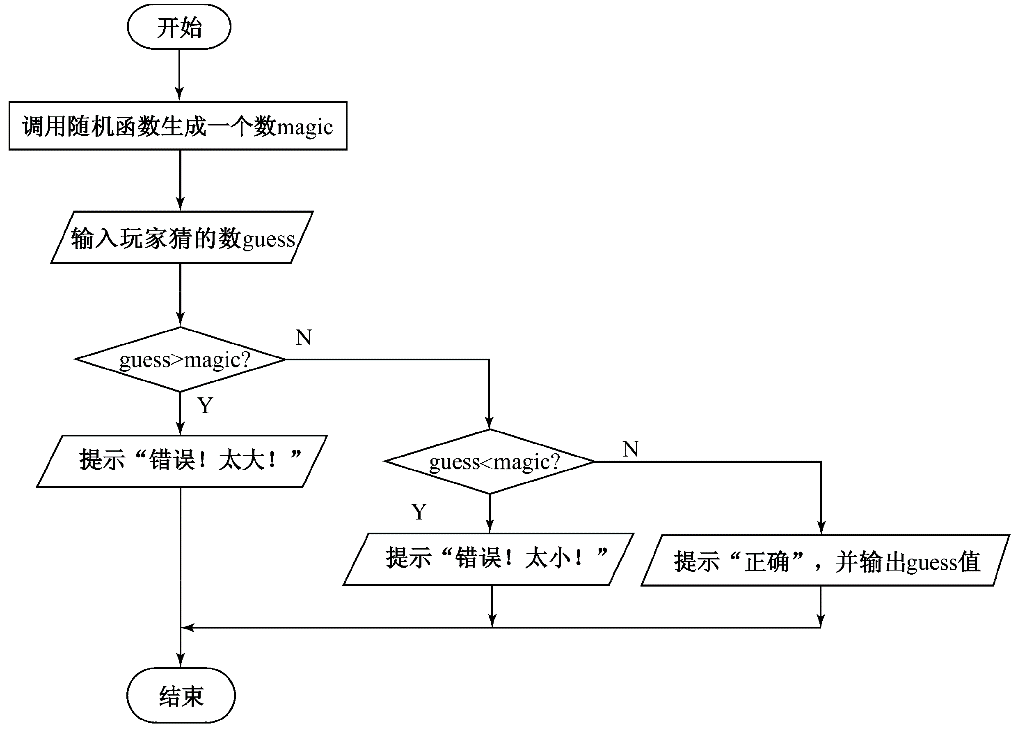 开始
调用随机函数生成一个数magic
输入玩家猜的数guess
guess>magic?
N
Y
提示“错误！太大！”
guess<magic?
N
Y
提示“错误！太小！”
提示“正确”，并输出guess值
结束